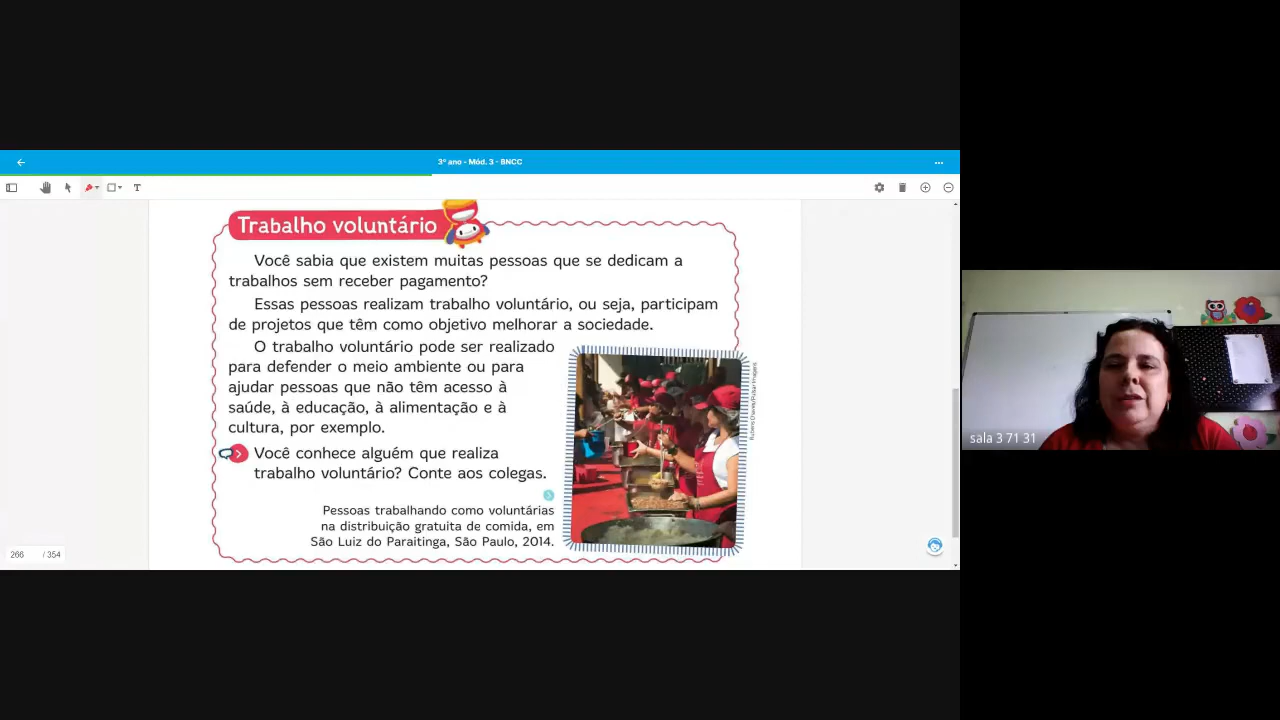 3º ano - Mód. 3 - BNCC
T
Trabalho voluntário
Você sabia que existem muitas pessoas que se dedicam a
trabalhos sem receber pagamento?
Essas pessoas realizam trabalho voluntário, ou seja, participam
de projetos que têm como objetivo melhorar a sociedade.
O trabalho voluntário pode ser realizado
para defender o meio ambiente ou para
ajudar pessoas que não têm acesso à
saúde, à educação, à alimentação e à
cultura, por exemplo.
Você conhece alguém que realiza
trabalho voluntário? Conte aos colegas.
Pessoas trabalhando como voluntárias
na distribuição gratuita de comida, em
São Luiz do Paraitinga, São Paulo, 2014.
266 / 354
sala 3 71 31